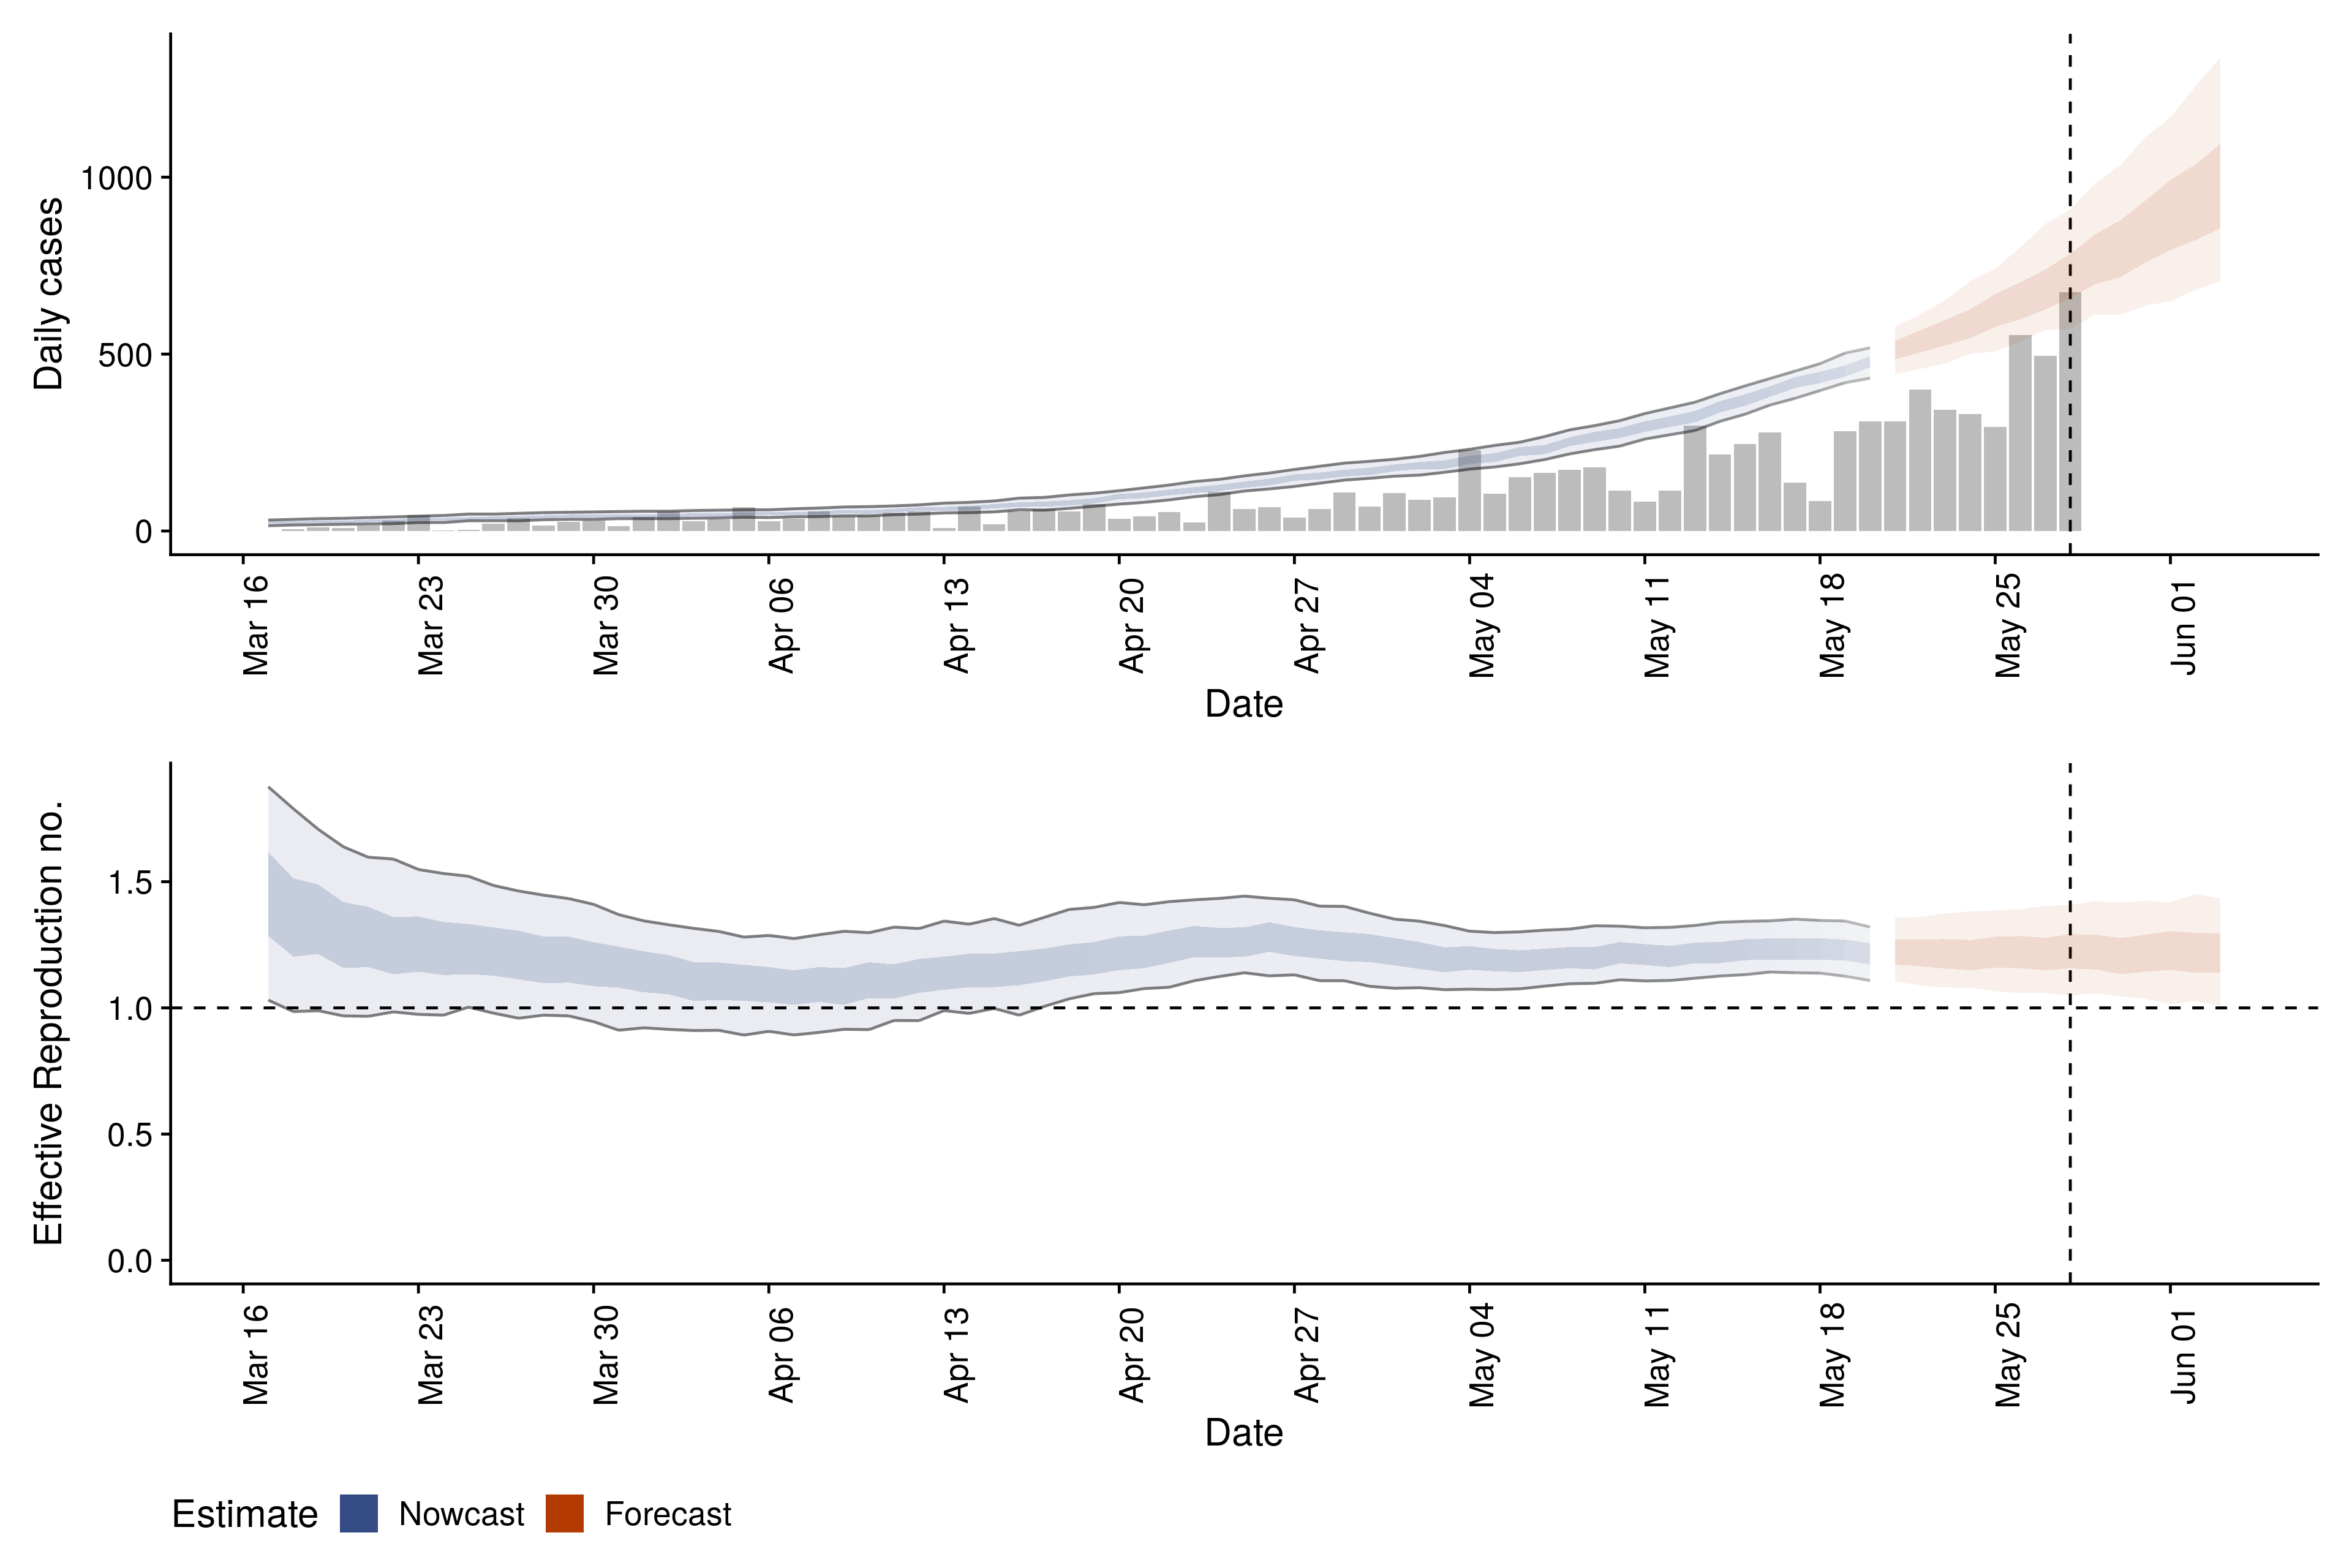 Daily cases
1000
500
0
Mar 16
Mar 23
Mar 30
Apr 06
Apr 13
Apr 20
Apr 27
May 04
May 11
May 18
May 25
Jun 01
Date
Effective Reproduction no.
1.5
1.0
0.5
0.0
Mar 16
Mar 23
Mar 30
Apr 06
Apr 13
Apr 20
Apr 27
May 04
May 11
May 18
May 25
Jun 01
Date
Estimate Nowcast Forecast